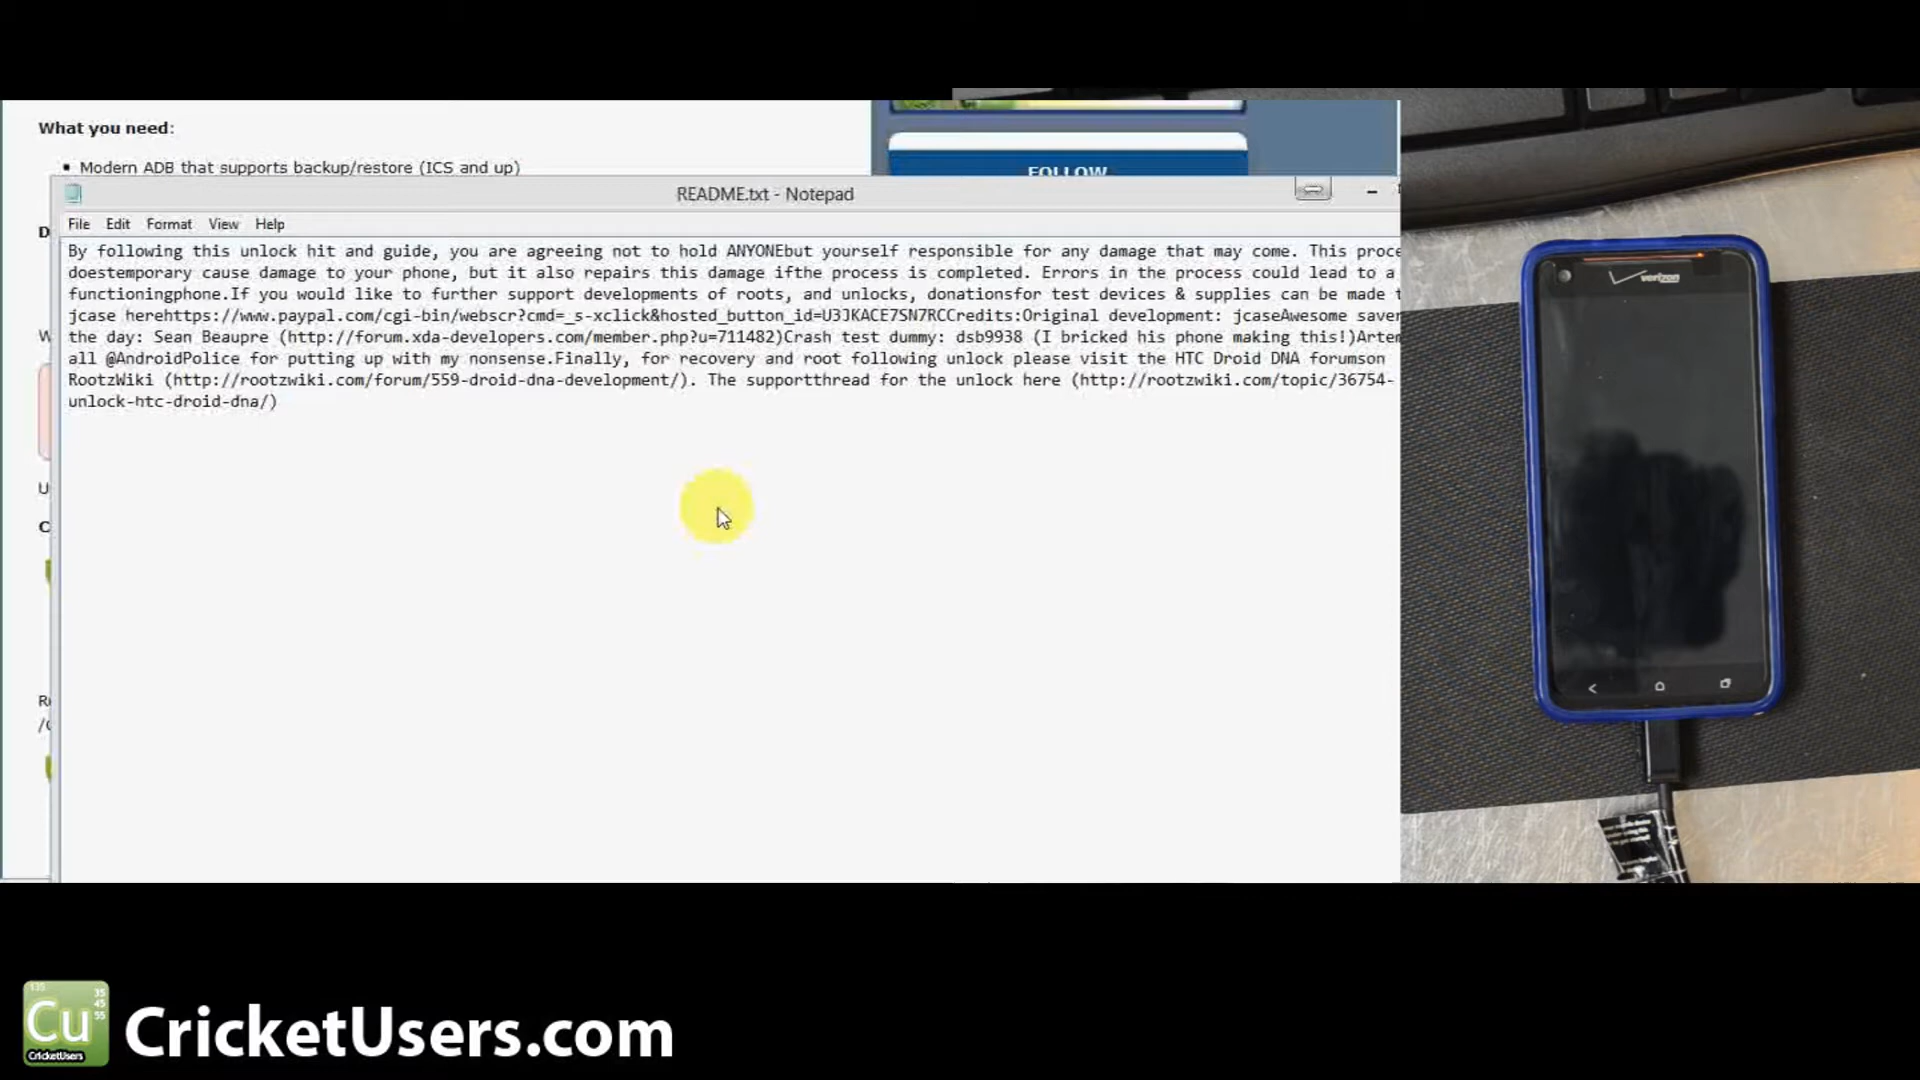 What you need:
▪ Modern ADB that supports backup/restore (ICS and up)
FOLLOW
README.txt - Notepad
D
File Edit Format View Help
By following this unlock hit and guide, you are agreeing not to hold ANYONEbut yourself responsible for any damage that may come. This proce
doestemporary cause damage to your phone, but it also repairs this damage ifthe process is completed. Errors in the process could lead to a
functioningphone.If you would like to further support developments of roots, and unlocks, donationsfor test devices & supplies can be made t
jcase herehttps://www.paypal.com/cgi-bin/webscr?cmd=_s-xclick&hosted_button_id=U3JKACE7SN7RCCredits:Original development: jcaseAwesome saver
the day: Sean Beaupre (http://forum.xda-developers.com/member.php?u=711482)Crash test dummy: dsb9938 (I bricked his phone making this!)Artem
all @AndroidPolice for putting up with my nonsense.Finally, for recovery and root following unlock please visit the HTC Droid DNA forumson
RootzWiki (http://rootzwiki.com/forum/559-droid-dna-development/). The supportthread for the unlock here (http://rootzwiki.com/topic/36754-
unlock-htc-droid-dna/)
W
U
C
/
verizon
135
35
45
55
Cu
CricketUsers
CricketUsers.com